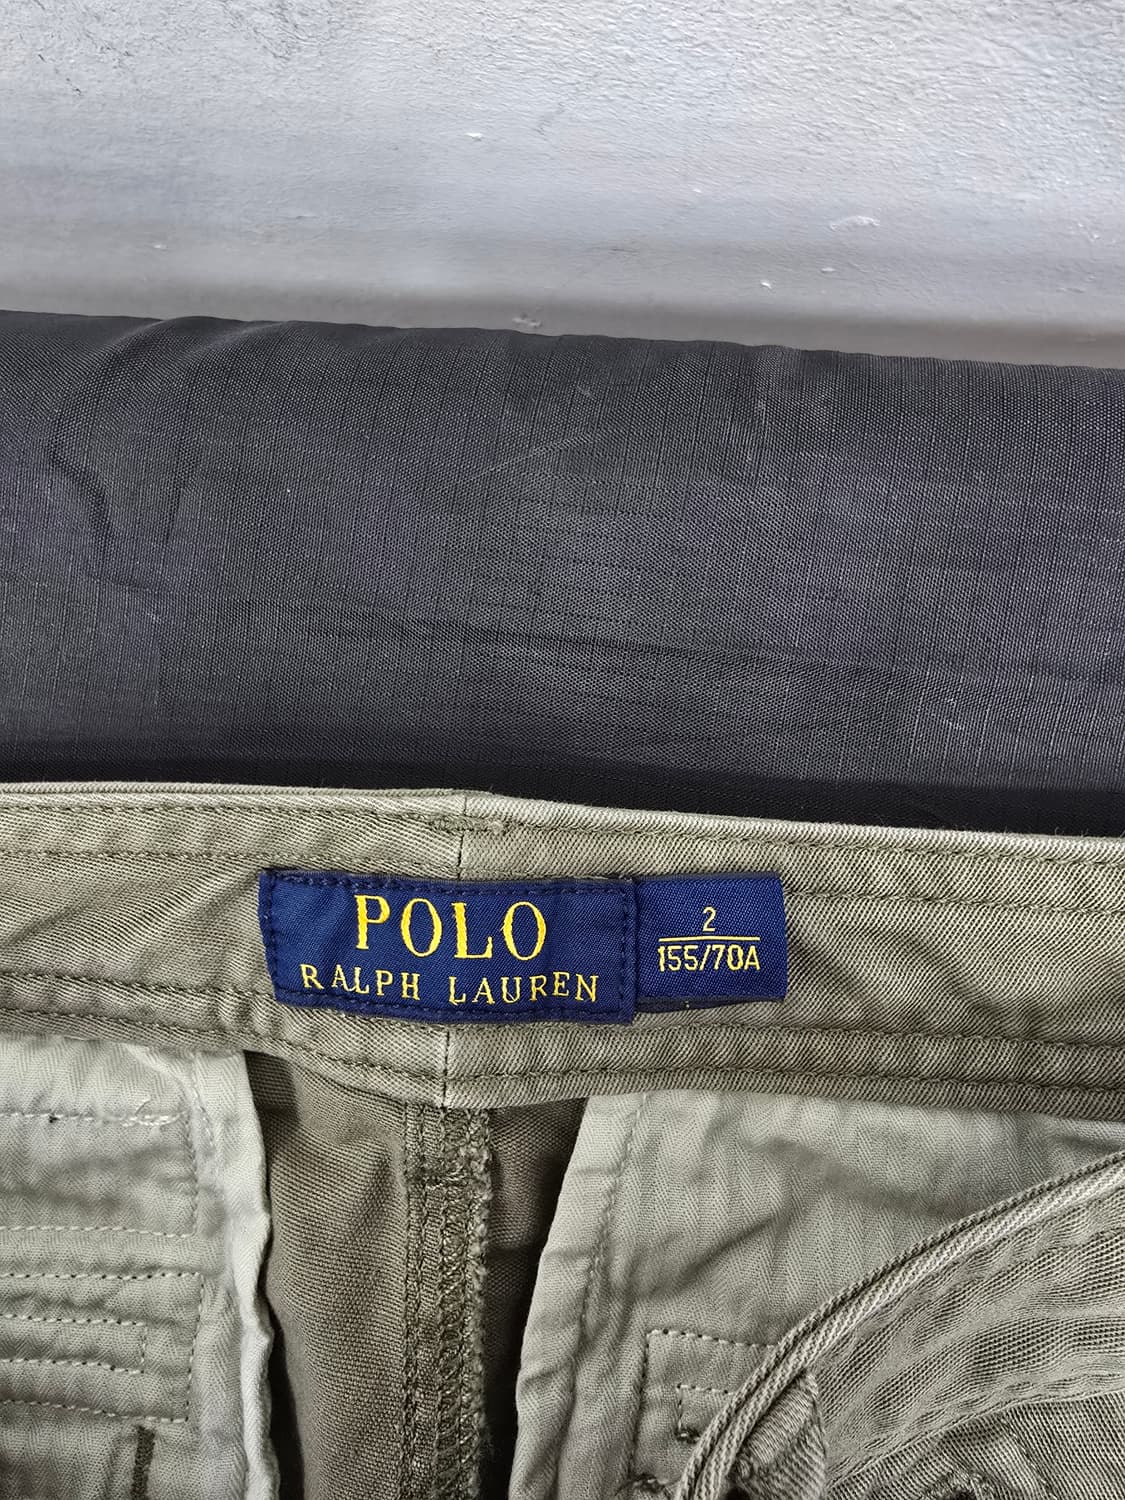 POLO
RALPH LAUREN
2
155/70A